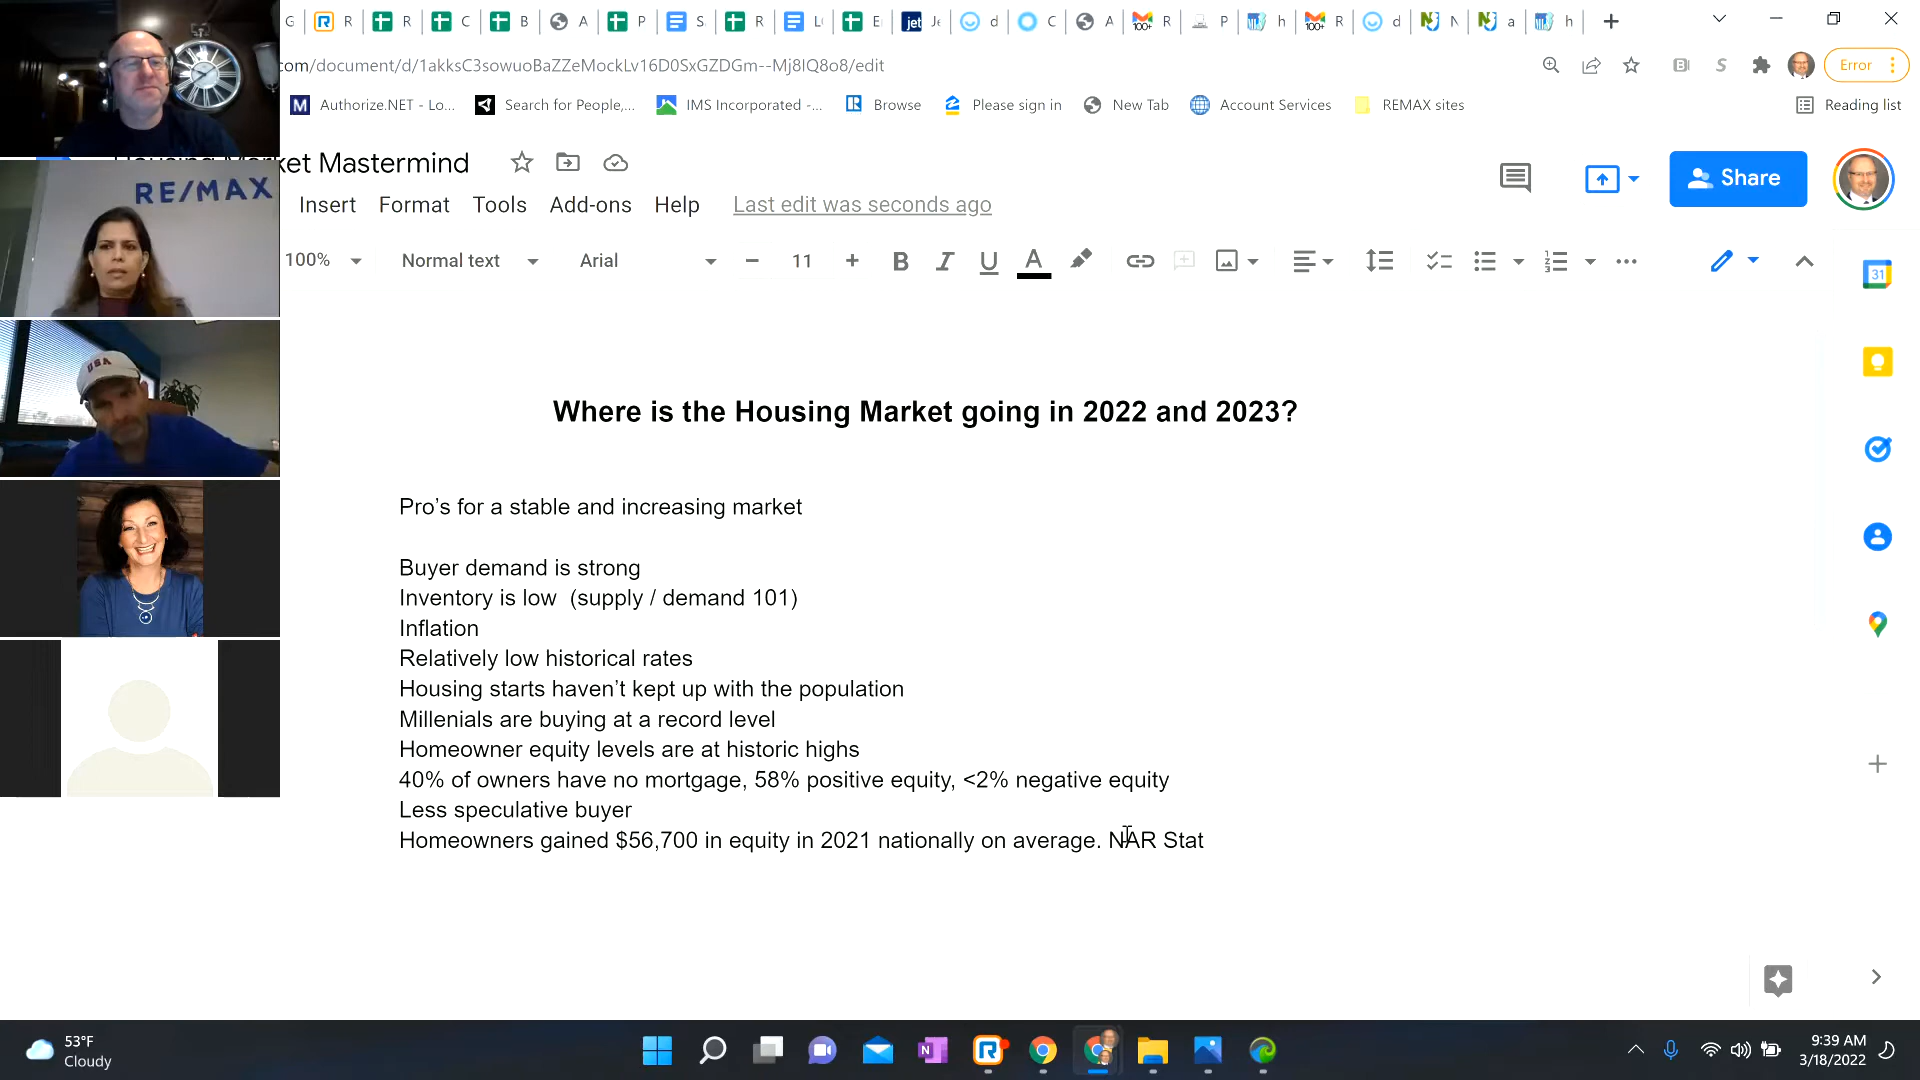 G R R C B A P S R E Je d C A R P h R d N a h
com/document/d/1akksC3sowuoBaZZeMockLv16D0SxGZDGm--Mj8lQ8o8/edit
Error
Authorize.NET - Lo... Search for People,... IMS Incorporated -... Browse Please sign in New Tab Account Services REMAX sites Reading list
Housing Market Mastermind
Share
RE/MAX
Insert Format Tools Add-ons Help Last edit was seconds ago
100% Normal text Arial 11
31
USA
Where is the Housing Market going in 2022 and 2023?
Pro’s for a stable and increasing market
Buyer demand is strong
Inventory is low (supply / demand 101)
Inflation
Relatively low historical rates
Housing starts haven’t kept up with the population
Millenials are buying at a record level
Homeowner equity levels are at historic highs
40% of owners have no mortgage, 58% positive equity, <2% negative equity
Less speculative buyer
Homeowners gained $56,700 in equity in 2021 nationally on average. NAR Stat
53°F
Cloudy
9:39 AM
3/18/2022